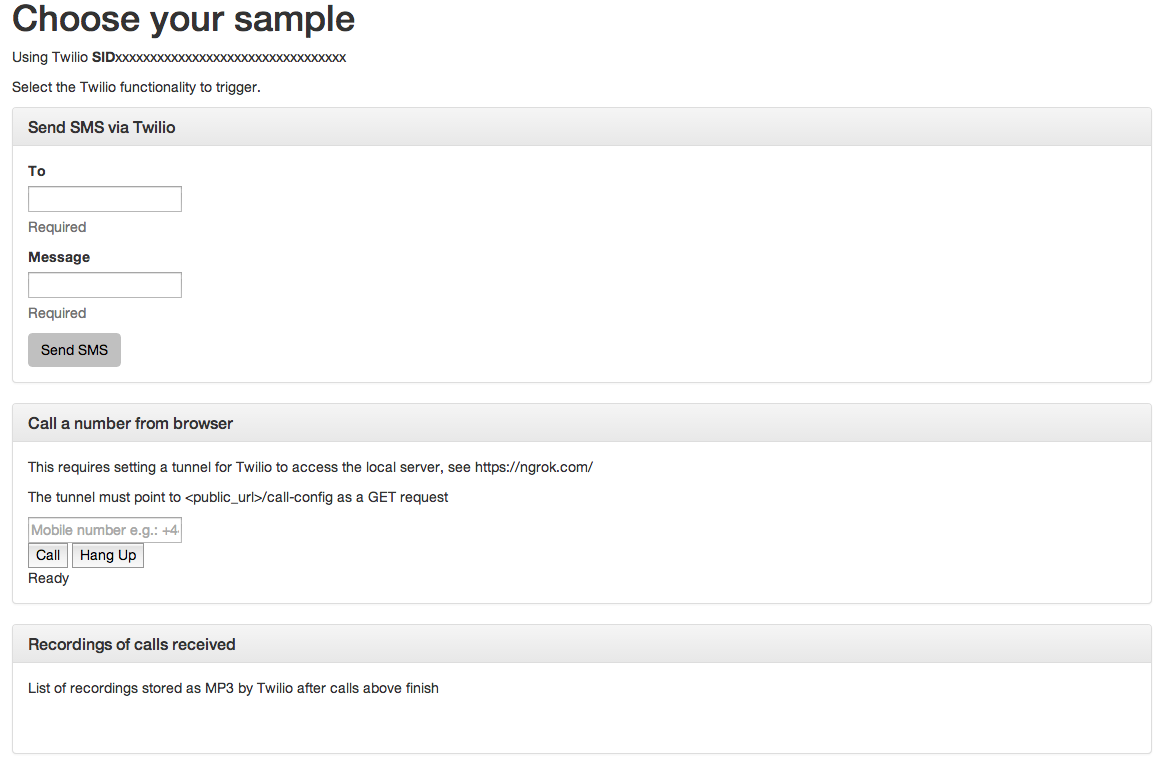 Choose your sample
Using Twilio SIDxxxxxxxxxxxxxxxxxxxxxxxxxxxxxxxxx
Select the Twilio functionality to trigger.
Send SMS via Twilio
To
Required
Message
Required
Send SMS
Call a number from browser
This requires setting a tunnel for Twilio to access the local server, see https://ngrok.com/
The tunnel must point to <public_url>/call-config as a GET request
Mobile number e.g.: +4
Call Hang Up
Ready
Recordings of calls received
List of recordings stored as MP3 by Twilio after calls above finish